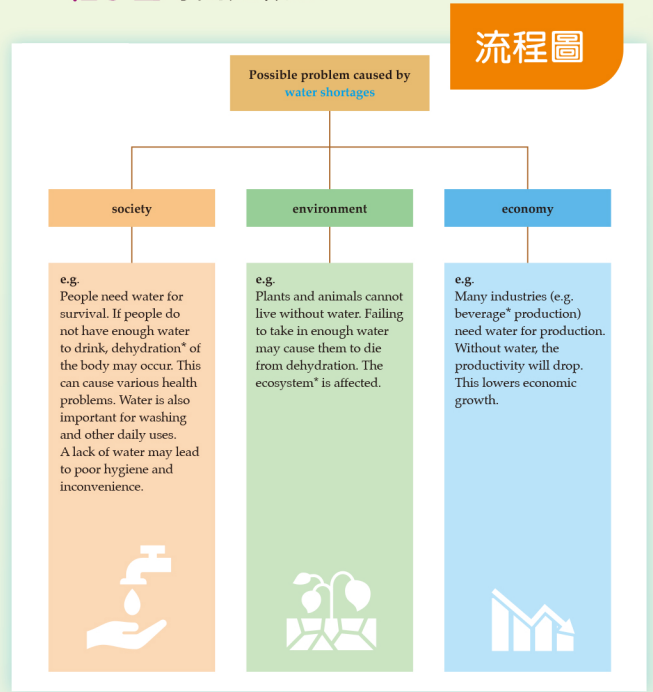 流程圖
Possible problem caused by
water shortages
society
environment
economy
e.g.
People need water for
survival. If people do
not have enough water
to drink, dehydration* of
the body may occur. This
can cause various health
problems. Water is also
important for washing
and other daily uses.
A lack of water may lead
to poor hygiene and
inconvenience.
e.g.
Plants and animals cannot
live without water. Failing
to take in enough water
may cause them to die
from dehydration. The
ecosystem* is affected.
e.g.
Many industries (e.g.
beverage* production)
need water for production.
Without water, the
productivity will drop.
This lowers economic
growth.